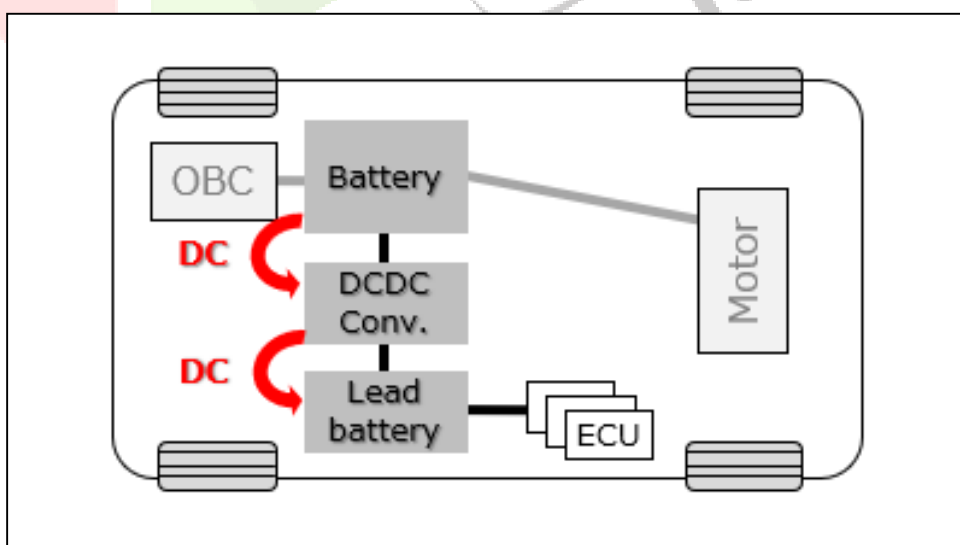 OBC
Battery
Motor
DC
DCDC
Conv.
DC
Lead
battery
ECU